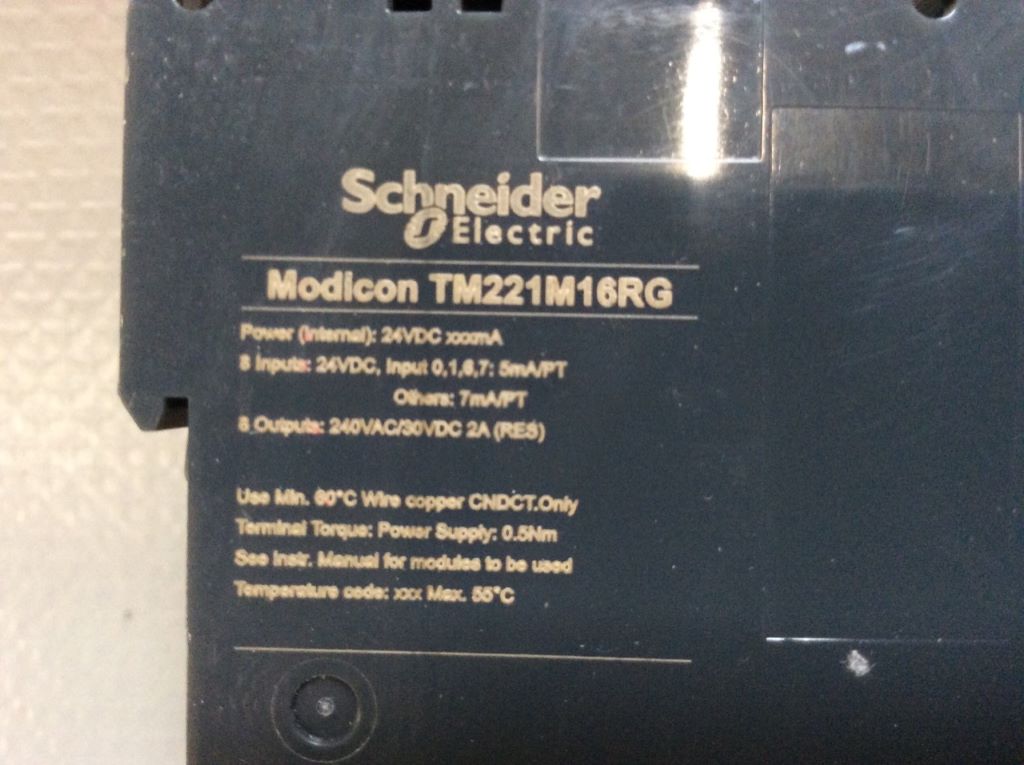 Schneider
Electric
Modicon TM221M16RG
Power (Internal): 24VDC xxxmA
8 Inputs: 24VDC, Input 0,1,6,7: 5mA/PT
Others: 7mA/PT
8 Outputs: 240VAC/30VDC 2A (RES)
Use Min. 60°C Wire copper CNDCT.Only
Terminal Torque: Power Supply: 0.5Nm
See Instr. Manual for modules to be used
Temperature code: xxx Max. 55°C